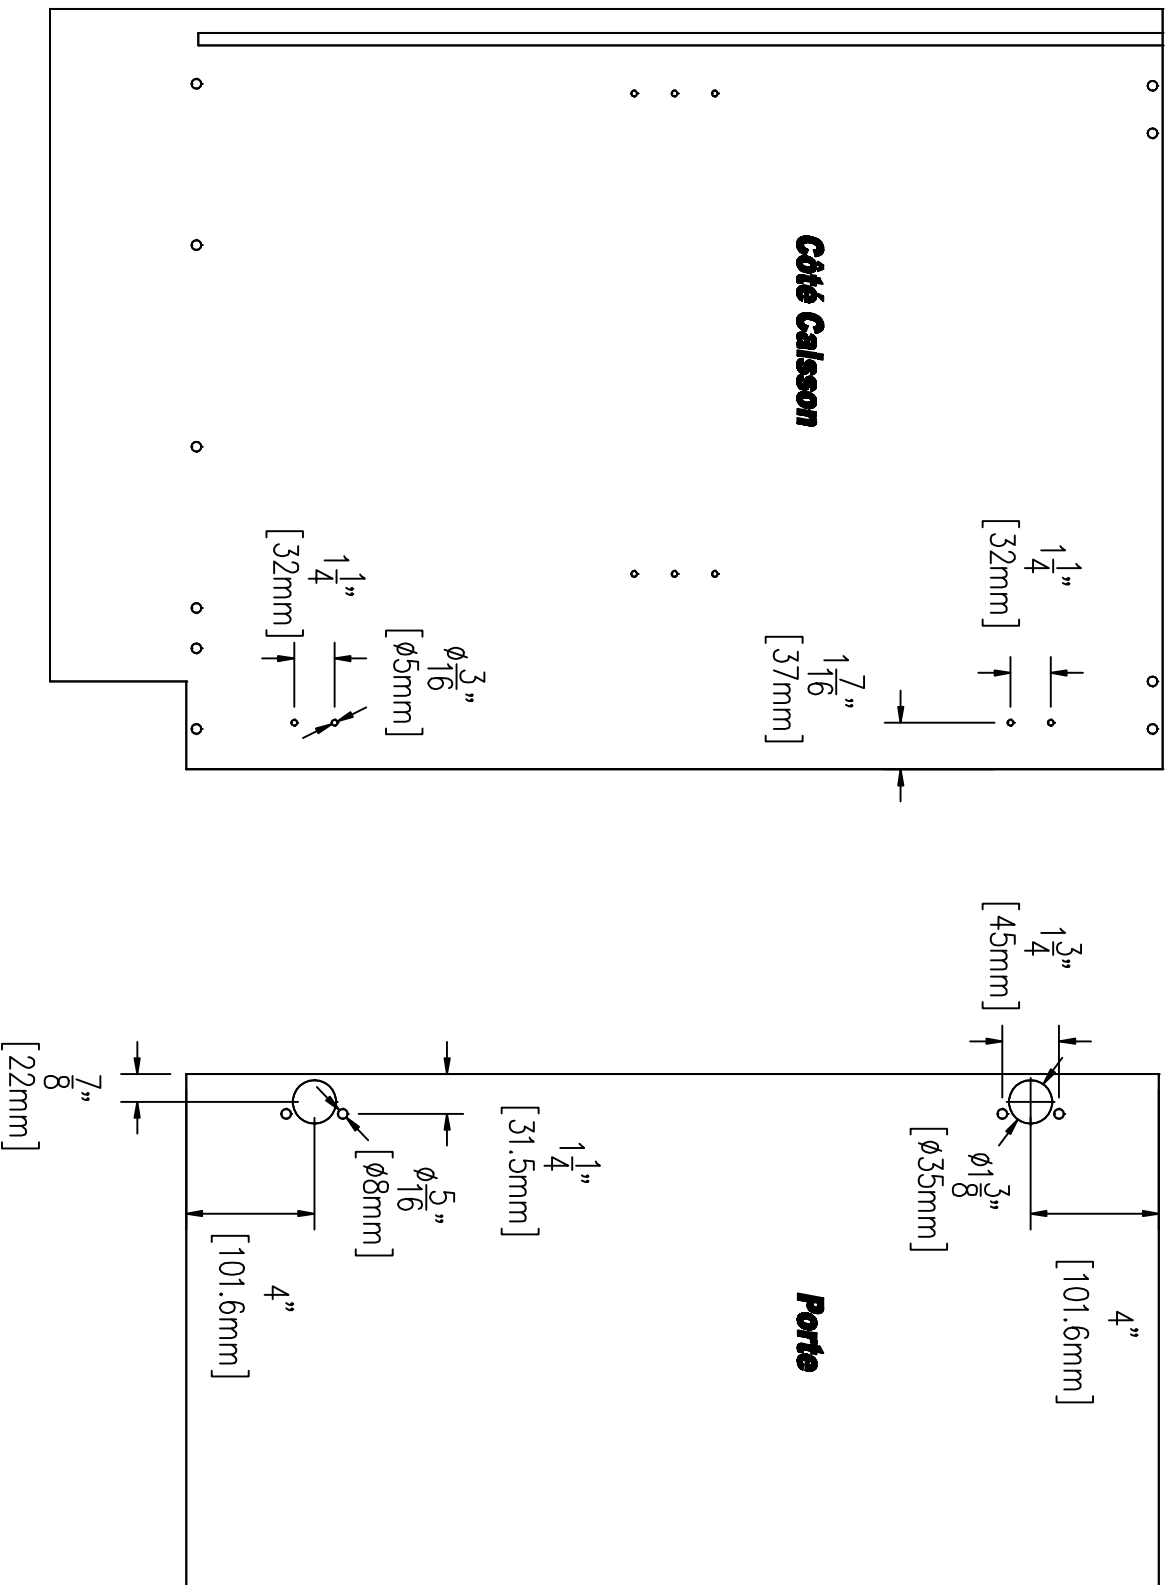 1 1/4”
[32mm]
1 3/4”
[45mm]
4”
[101.6mm]
ø1 3/8”
[ø35mm]
Côté Caisson
Porte
1 7/16”
[37mm]
1 1/4”
[31.5mm]
ø3/16”
[ø5mm]
ø5/16”
[ø8mm]
1 1/4”
[32mm]
4”
[101.6mm]
7/8”
[22mm]